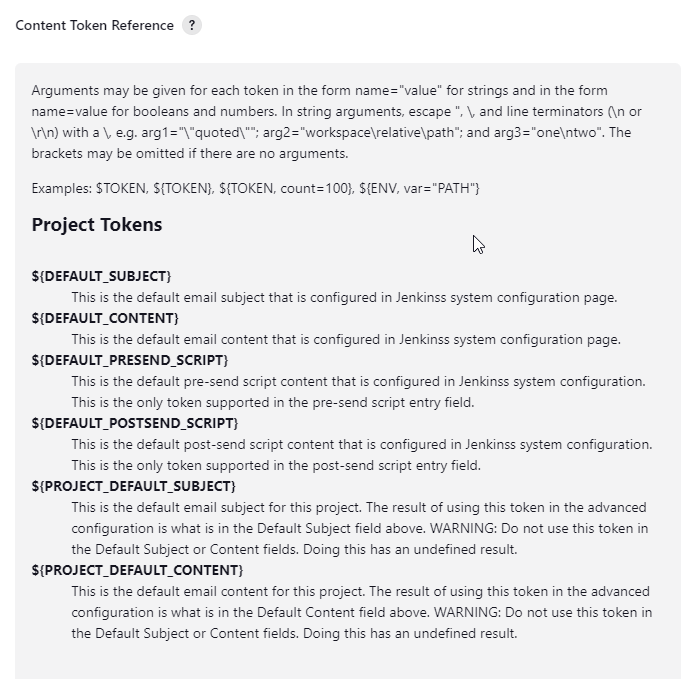 Content Token Reference ?
Arguments may be given for each token in the form name="value" for strings and in the form
name=value for booleans and numbers. In string arguments, escape ", \, and line terminators (\n or
\r\n) with a \, e.g. arg1="\"quoted\""; arg2="workspace\relative\path"; and arg3="one\ntwo". The
brackets may be omitted if there are no arguments.
Examples: $TOKEN, ${TOKEN}, ${TOKEN, count=100}, ${ENV, var="PATH"}
Project Tokens
${DEFAULT_SUBJECT}
This is the default email subject that is configured in Jenkinss system configuration page.
${DEFAULT_CONTENT}
This is the default email content that is configured in Jenkinss system configuration page.
${DEFAULT_PRESEND_SCRIPT}
This is the default pre-send script content that is configured in Jenkinss system configuration.
This is the only token supported in the pre-send script entry field.
${DEFAULT_POSTSEND_SCRIPT}
This is the default post-send script content that is configured in Jenkinss system configuration.
This is the only token supported in the post-send script entry field.
${PROJECT_DEFAULT_SUBJECT}
This is the default email subject for this project. The result of using this token in the advanced
configuration is what is in the Default Subject field above. WARNING: Do not use this token in
the Default Subject or Content fields. Doing this has an undefined result.
${PROJECT_DEFAULT_CONTENT}
This is the default email content for this project. The result of using this token in the advanced
configuration is what is in the Default Content field above. WARNING: Do not use this token in
the Default Subject or Content fields. Doing this has an undefined result.